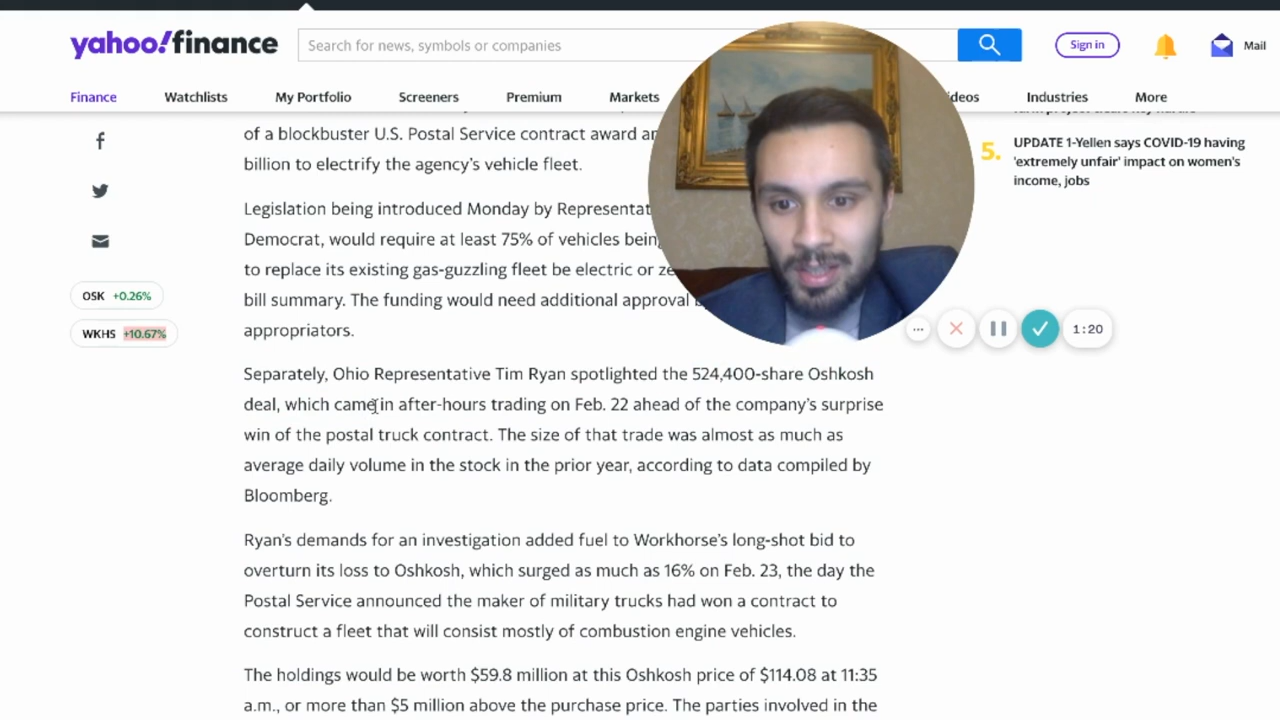 yahoo!finance
Search for news, symbols or companies
Sign in
Mail
Finance Watchlists My Portfolio Screeners Premium Markets Industries More
of a blockbuster U.S. Postal Service contract award
billion to electrify the agency's vehicle fleet.
Legislation being introduced Monday by
Democrat, would require at least 75% of vehicles
to replace its existing gas-guzzling fleet be electric or
bill summary. The funding would need additional approval
appropriators.
OSK +0.26%
WKHS +10.67%
Separately, Ohio Representative Tim Ryan spotlighted the 524,400-share Oshkosh
deal, which came in after-hours trading on Feb. 22 ahead of the company's surprise
win of the postal truck contract. The size of that trade was almost as much as
average daily volume in the stock in the prior year, according to data compiled by
Bloomberg.
Ryan's demands for an investigation added fuel to Workhorse's long-shot bid to
overturn its loss to Oshkosh, which surged as much as 16% on Feb. 23, the day the
Postal Service announced the maker of military trucks had won a contract to
construct a fleet that will consist mostly of combustion engine vehicles.
The holdings would be worth $59.8 million at this Oshkosh price of $114.08 at 11:35
a.m., or more than $5 million above the purchase price. The parties involved in the
5. UPDATE 1-Yellen says COVID-19 having
'extremely unfair' impact on women's
income, jobs
1:20